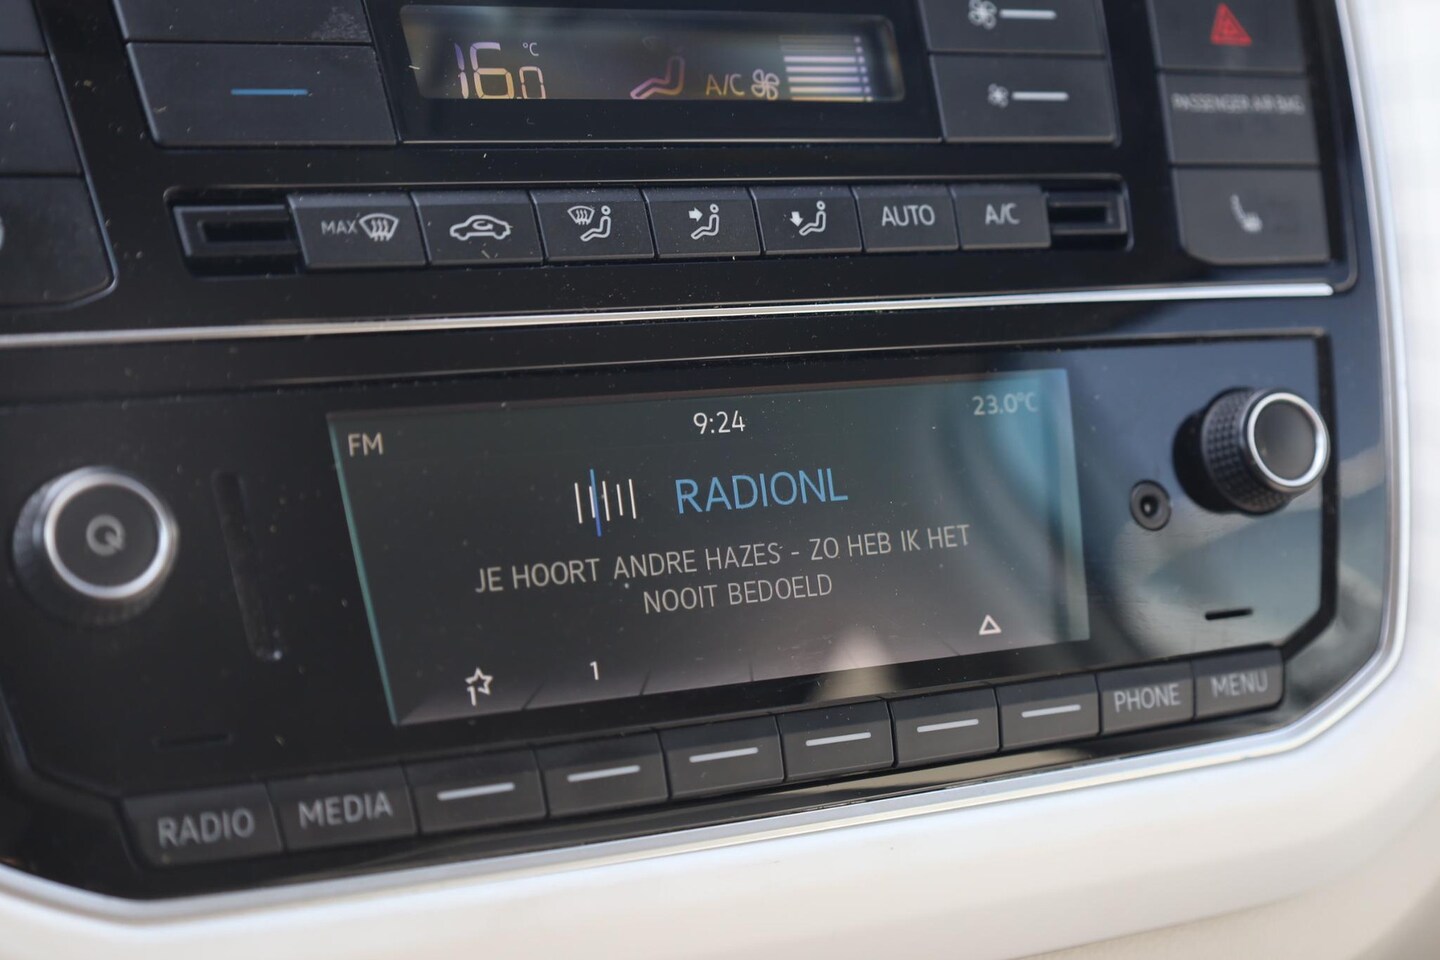 16.0 °C A/C
PASSENGER AIR BAG
MAX
AUTO
A/C
9:24
23.0°C
FM
RADIONL
JE HOORT ANDRE HAZES - ZO HEB IK HET
NOOIT BEDOELD
1
1
RADIO
MEDIA
PHONE
MENU